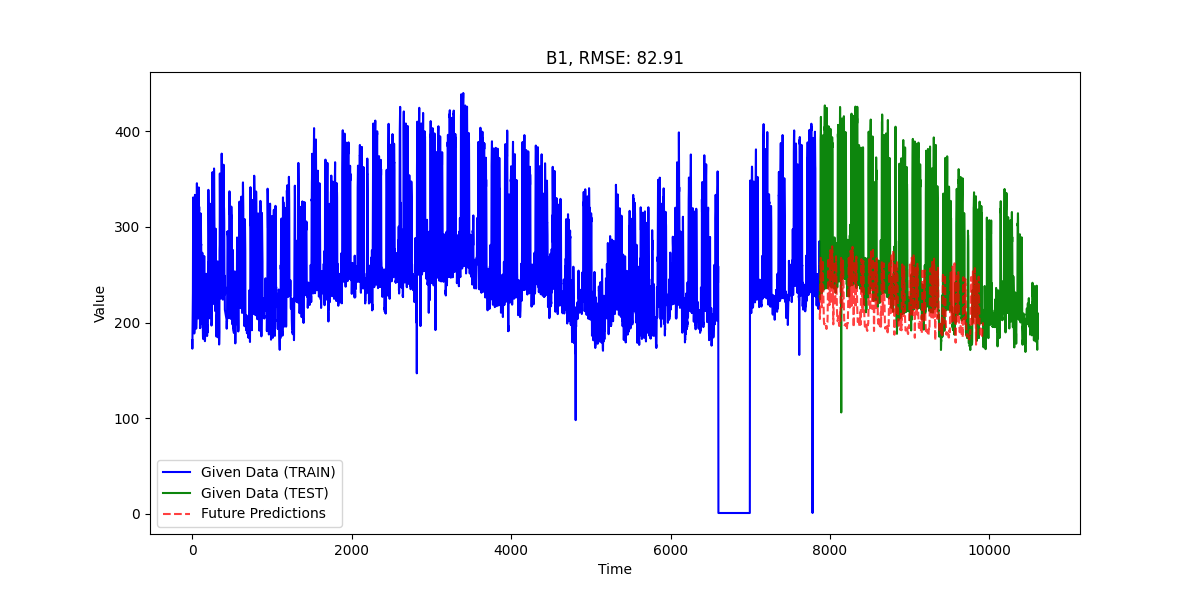 B1, RMSE: 82.91
Value
400
300
200
100
0
Given Data (TRAIN)
Given Data (TEST)
Future Predictions
0 2000 4000 6000 8000 10000
Time